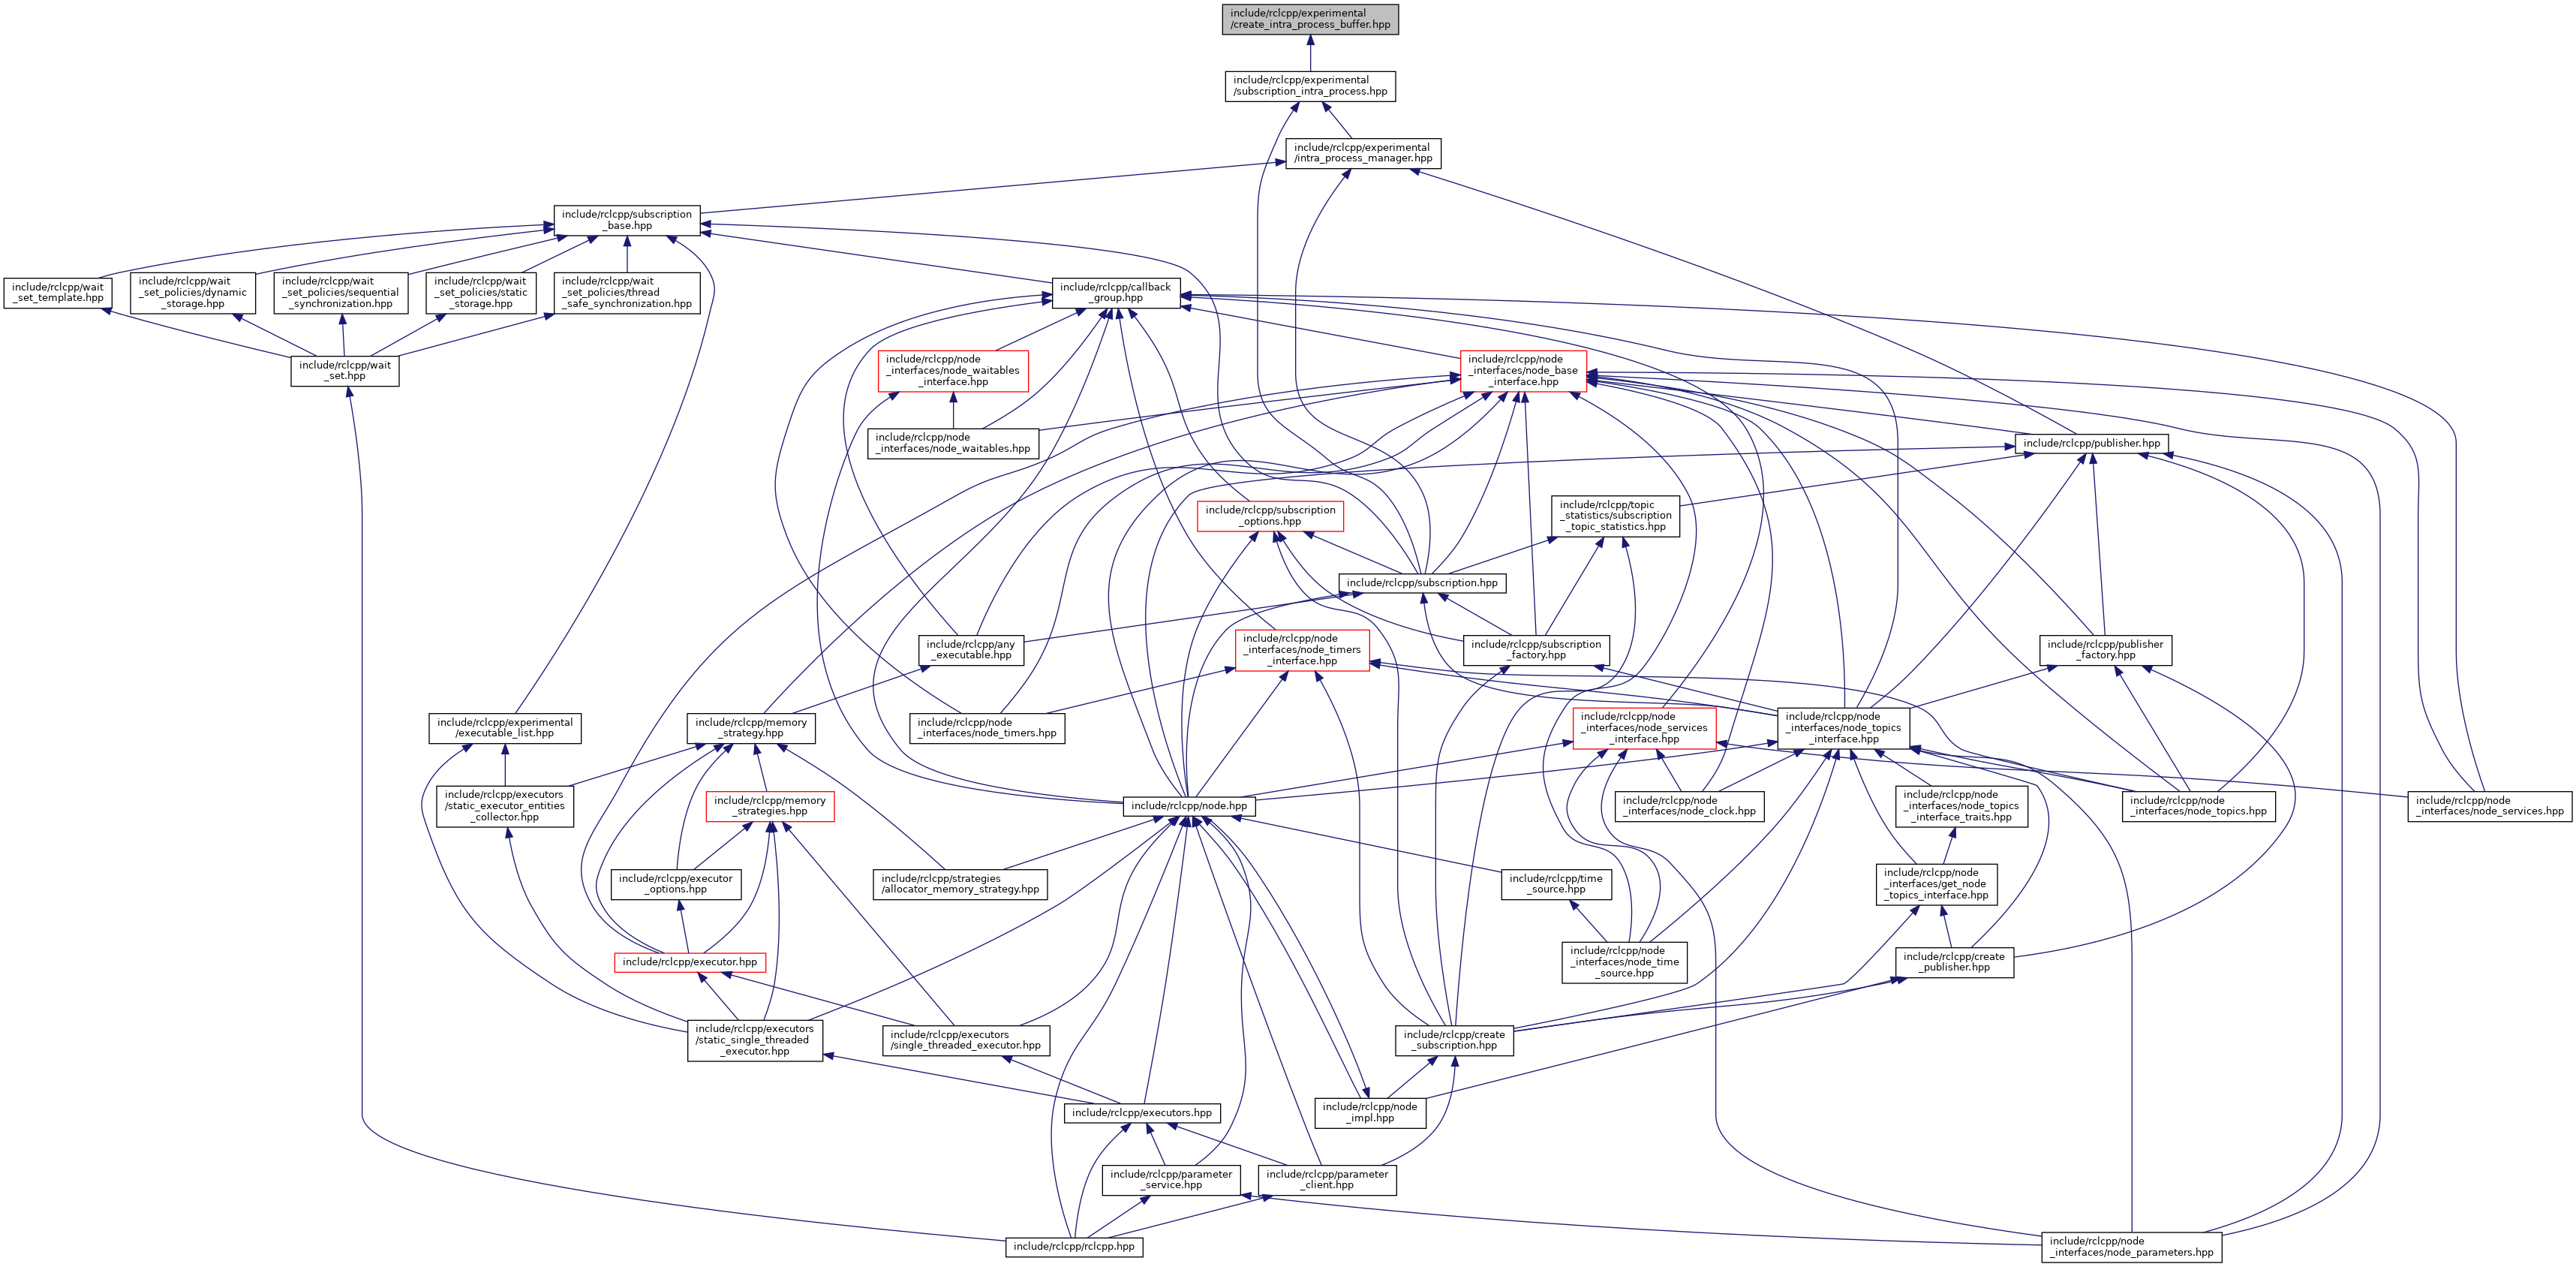 include/rclcpp/experimental
/create_intra_process_buffer.hpp
include/rclcpp/experimental
/subscription_intra_process.hpp
include/rclcpp/experimental
/intra_process_manager.hpp
include/rclcpp/subscription
_base.hpp
include/rclcpp/wait
_set_template.hpp
include/rclcpp/wait
_set_policies/dynamic
_storage.hpp
include/rclcpp/wait
_set_policies/sequential
_synchronization.hpp
include/rclcpp/wait
_set_policies/static
_storage.hpp
include/rclcpp/wait
_set_policies/thread
_safe_synchronization.hpp
include/rclcpp/callback
_group.hpp
include/rclcpp/wait
_set.hpp
include/rclcpp/node
_interfaces/node_waitables
_interface.hpp
include/rclcpp/node
_interfaces/node_base
_interface.hpp
include/rclcpp/node
_interfaces/node_waitables.hpp
include/rclcpp/publisher.hpp
include/rclcpp/subscription
_options.hpp
include/rclcpp/topic
_statistics/subscription
_topic_statistics.hpp
include/rclcpp/subscription.hpp
include/rclcpp/any
_executable.hpp
include/rclcpp/node
_interfaces/node_timers
_interface.hpp
include/rclcpp/subscription
_factory.hpp
include/rclcpp/publisher
_factory.hpp
include/rclcpp/experimental
/executable_list.hpp
include/rclcpp/memory
_strategy.hpp
include/rclcpp/node
_interfaces/node_timers.hpp
include/rclcpp/node
_interfaces/node_services
_interface.hpp
include/rclcpp/node
_interfaces/node_topics
_interface.hpp
include/rclcpp/executors
/static_executor_entities
_collector.hpp
include/rclcpp/memory
_strategies.hpp
include/rclcpp/node.hpp
include/rclcpp/node
_interfaces/node_clock.hpp
include/rclcpp/node
_interfaces/node_topics
_interface_traits.hpp
include/rclcpp/node
_interfaces/node_topics.hpp
include/rclcpp/node
_interfaces/node_services.hpp
include/rclcpp/executor
_options.hpp
include/rclcpp/strategies
/allocator_memory_strategy.hpp
include/rclcpp/time
_source.hpp
include/rclcpp/node
_interfaces/get_node
_topics_interface.hpp
include/rclcpp/executor.hpp
include/rclcpp/node
_interfaces/node_time
_source.hpp
include/rclcpp/create
_publisher.hpp
include/rclcpp/executors
/static_single_threaded
_executor.hpp
include/rclcpp/executors
/single_threaded_executor.hpp
include/rclcpp/create
_subscription.hpp
include/rclcpp/executors.hpp
include/rclcpp/node
_impl.hpp
include/rclcpp/parameter
_service.hpp
include/rclcpp/parameter
_client.hpp
include/rclcpp/rclcpp.hpp
include/rclcpp/node
_interfaces/node_parameters.hpp